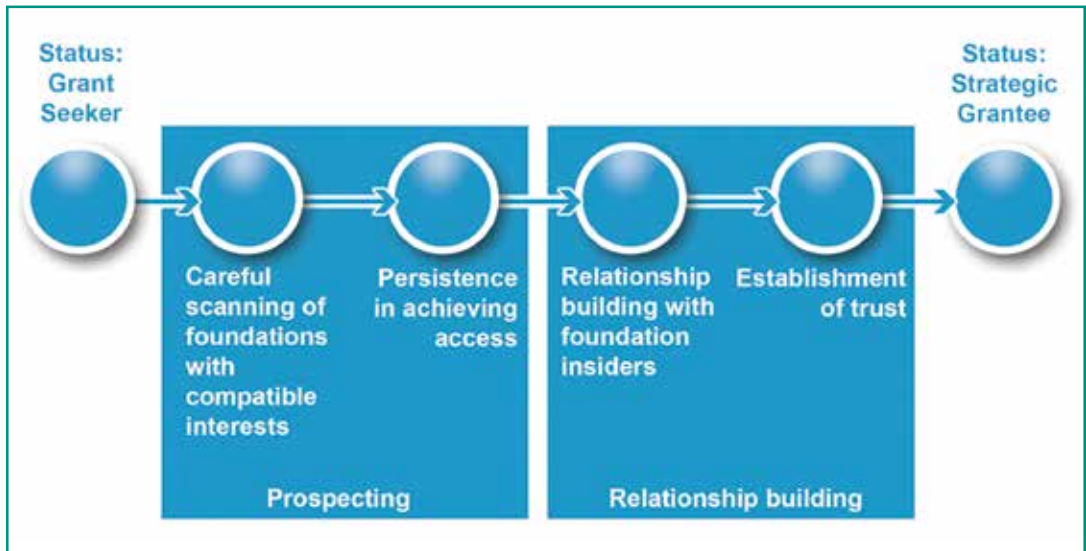 Status:
Grant
Seeker
Status:
Strategic
Grantee
Careful
scanning of
foundations
with
compatible
interests
Persistence
in achieving
access
Relationship
building with
foundation
insiders
Establishment
of trust
Prospecting
Relationship building